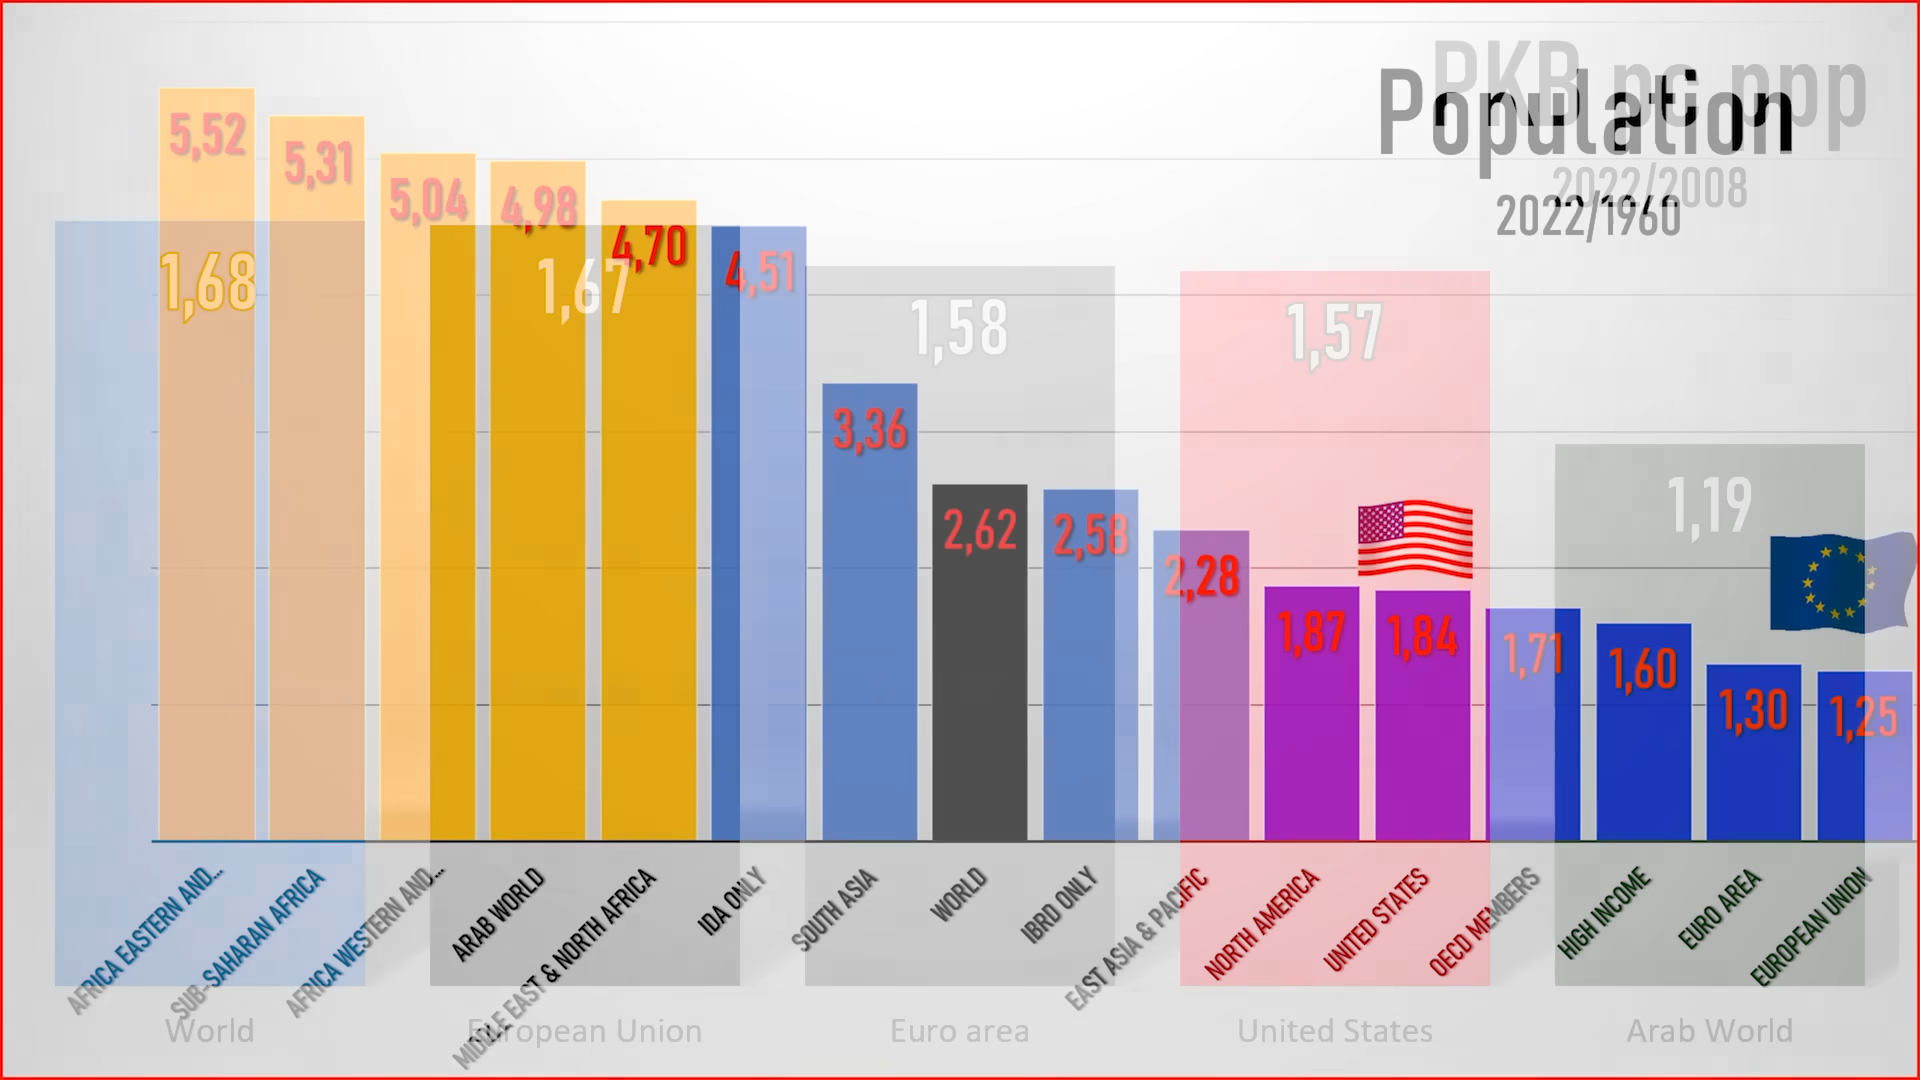 PKB pc ppp
Population
2022/2008
2022/1960
5,52
5,31
5,04
4,98
4,70
4,51
3,36
2,62
2,58
2,28
1,87
1,84
1,71
1,60
1,30
1,25
1,68
1,67
1,58
1,57
1,19
AFRICA EASTERN AND...
SUB-SAHARAN AFRICA
AFRICA WESTERN AND...
ARAB WORLD
MIDDLE EAST & NORTH AFRICA
IDA ONLY
SOUTH ASIA
WORLD
IBRD ONLY
EAST ASIA & PACIFIC
NORTH AMERICA
UNITED STATES
OECD MEMBERS
HIGH INCOME
EURO AREA
EUROPEAN UNION
World
European Union
Euro area
United States
Arab World